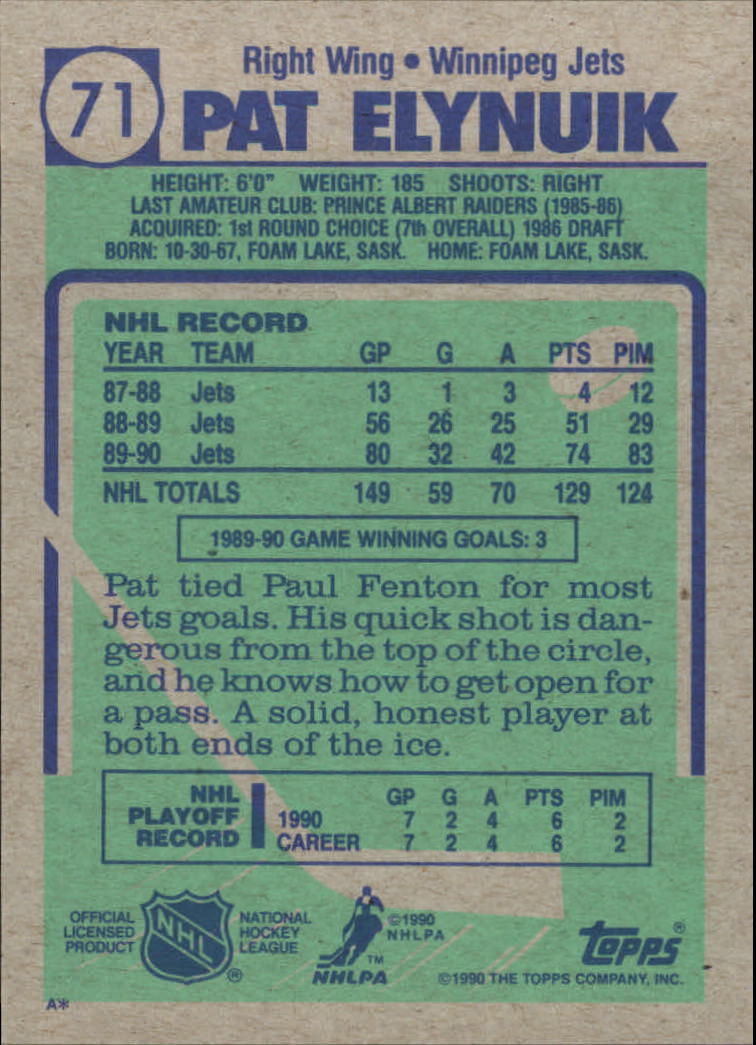 71
Right Wing • Winnipeg Jets
PAT ELYNUIK
HEIGHT: 6'0" WEIGHT: 185 SHOOTS: RIGHT
LAST AMATEUR CLUB: PRINCE ALBERT RAIDERS (1985-86)
ACQUIRED: 1st ROUND CHOICE (7th OVERALL) 1986 DRAFT
BORN: 10-30-67, FOAM LAKE, SASK. HOME: FOAM LAKE, SASK.
NHL RECORD
YEAR TEAM GP G A PTS PIM
87-88 Jets 13 1 3 4 12
88-89 Jets 56 26 25 51 29
89-90 Jets 80 32 42 74 83
NHL TOTALS 149 59 70 129 124
1989-90 GAME WINNING GOALS: 3
Pat tied Paul Fenton for most
Jets goals. His quick shot is dan-
gerous from the top of the circle,
and he knows how to get open for
a pass. A solid, honest player at
both ends of the ice.
NHL PLAYOFF RECORD
GP G A PTS PIM
1990 7 2 4 6 2
CAREER 7 2 4 6 2
OFFICIAL
LICENSED
PRODUCT
NHL
®
NATIONAL
HOCKEY
LEAGUE
TM
NHLPA
©1990
NHLPA
topps®
©1990 THE TOPPS COMPANY, INC.
A*